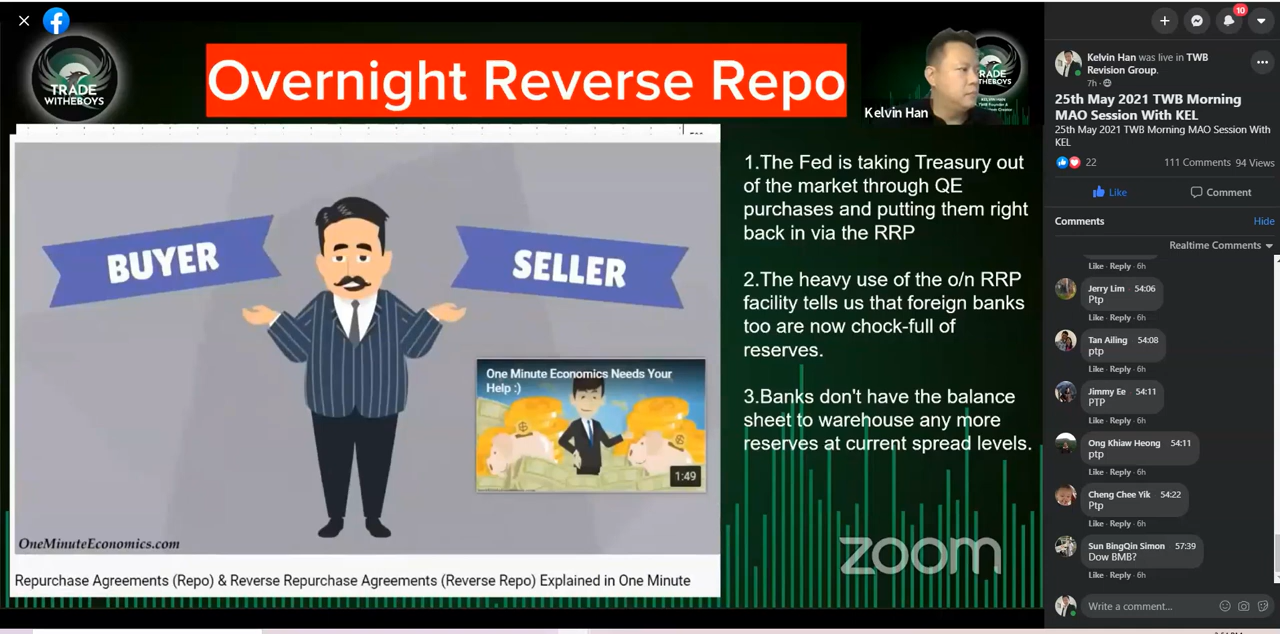 10
TRADE
WITHEBOYS
Overnight Reverse Repo
RADE
EBOYS
Kelvin Han
BUYER
SELLER
One Minute Economics Needs Your
Help :)
1:49
OneMinuteEconomics.com
Repurchase Agreements (Repo) & Reverse Repurchase Agreements (Reverse Repo) Explained in One Minute
1.The Fed is taking Treasury out
of the market through QE
purchases and putting them right
back in via the RRP
2.The heavy use of the o/n RRP
facility tells us that foreign banks
too are now chock-full of
reserves.
3.Banks don't have the balance
sheet to warehouse any more
reserves at current spread levels.
zoom
Kelvin Han was live in TWB
Revision Group.
7h
25th May 2021 TWB Morning
MAO Session With KEL
25th May 2021 TWB Morning MAO Session With
KEL
22 111 Comments 94 Views
Like Comment
Comments Hide
Realtime Comments
Like · Reply · 6h
Jerry Lim 54:06
Ptp
Like · Reply · 6h
Tan Ailing 54:08
ptp
Like · Reply · 6h
Jimmy Ee 54:11
PTP
Like · Reply · 6h
Ong Khiaw Heong 54:11
ptp
Like · Reply · 6h
Cheng Chee Yik 54:22
Ptp
Like · Reply · 6h
Sun BingQin Simon 57:39
Dow BMB?
Like · Reply · 6h
Write a comment...